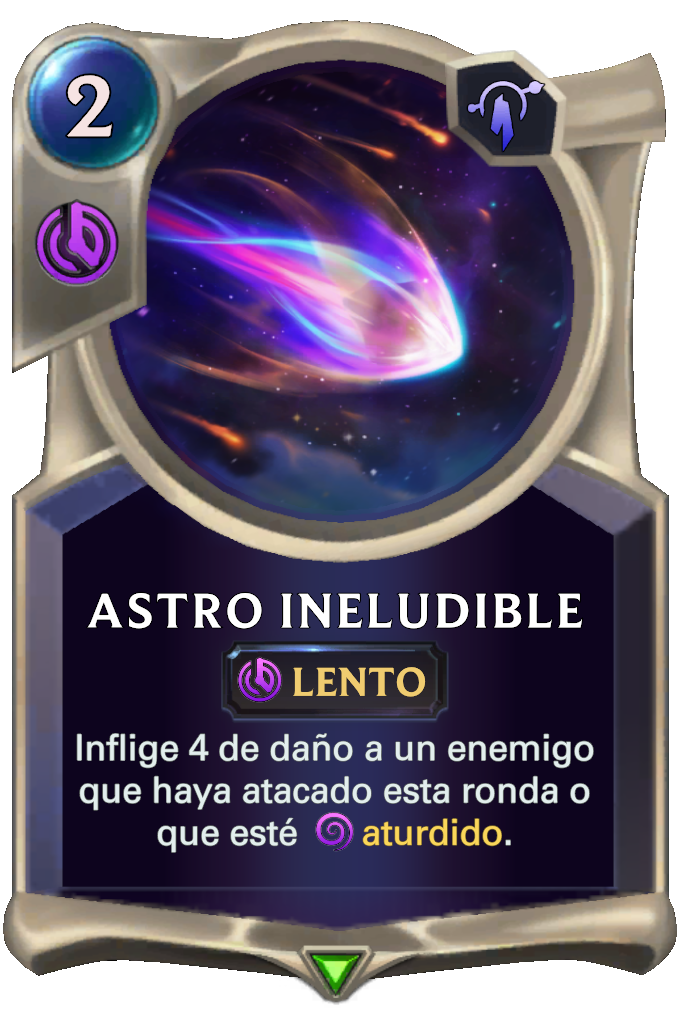 2
ASTRO INELUDIBLE
LENTO
Inflige 4 de daño a un enemigo
que haya atacado esta ronda o
que esté aturdido.